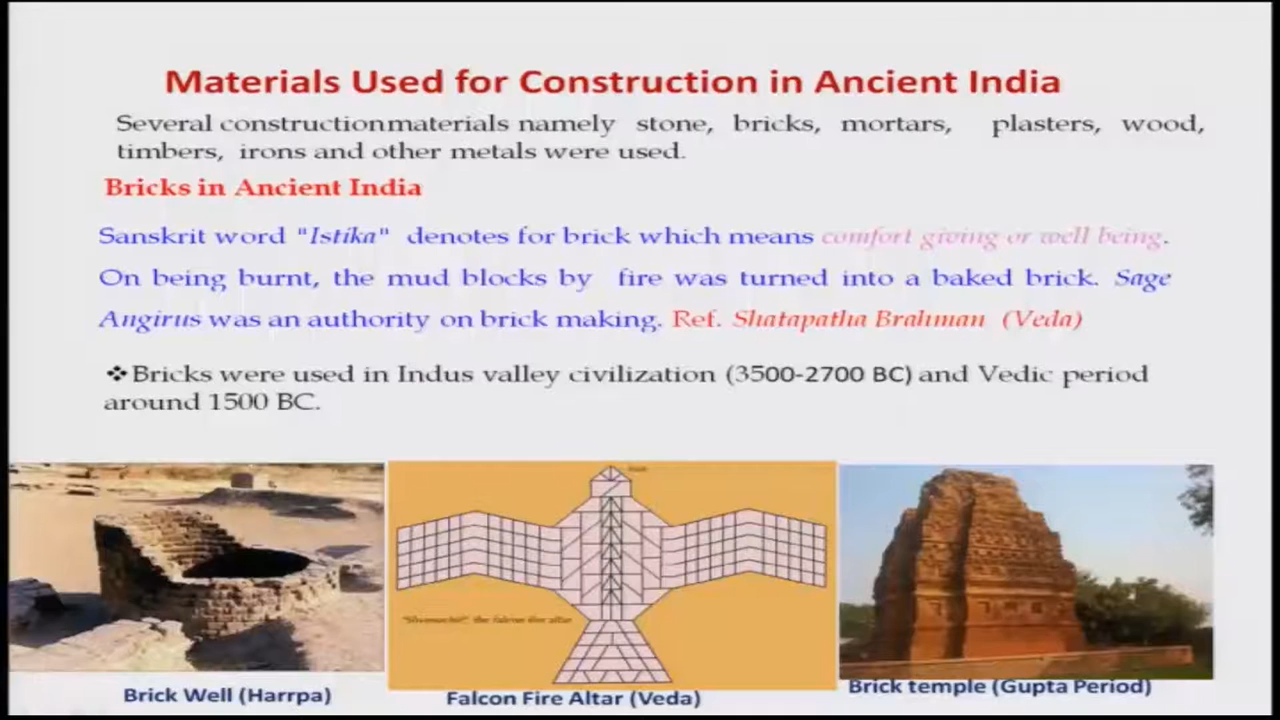 Materials Used for Construction in Ancient India
Several constructionmaterials namely stone, bricks, mortars, plasters, wood,
timbers, irons and other metals were used.
Bricks in Ancient India
Sanskrit word "Istika" denotes for brick which means comfort giving or well being.
On being burnt, the mud blocks by fire was turned into a baked brick. Sage
Angirus was an authority on brick making. Ref. Shatapatha Brahman (Veda)
❖Bricks were used in Indus valley civilization (3500-2700 BC) and Vedic period
around 1500 BC.
the falcon fire altar
Brick Well (Harrpa)
Falcon Fire Altar (Veda)
Brick temple (Gupta Period)